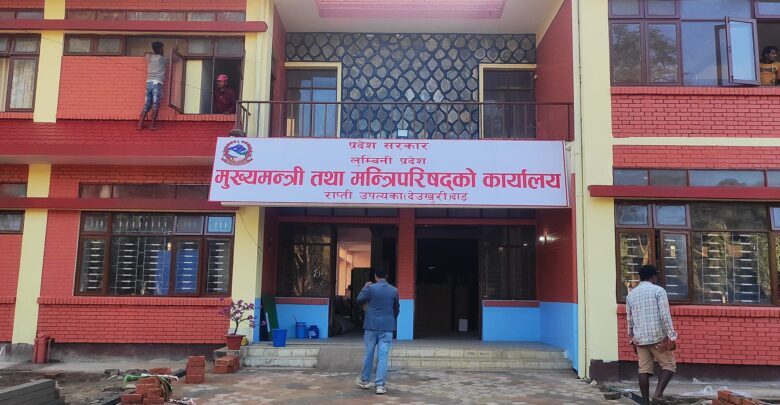 प्रदेश सरकार
लुम्बिनी प्रदेश
मुख्यमन्त्री तथा मन्त्रिपरिषद्को कार्यालय
राप्ती उपत्यका(देउखुरी)दाङ